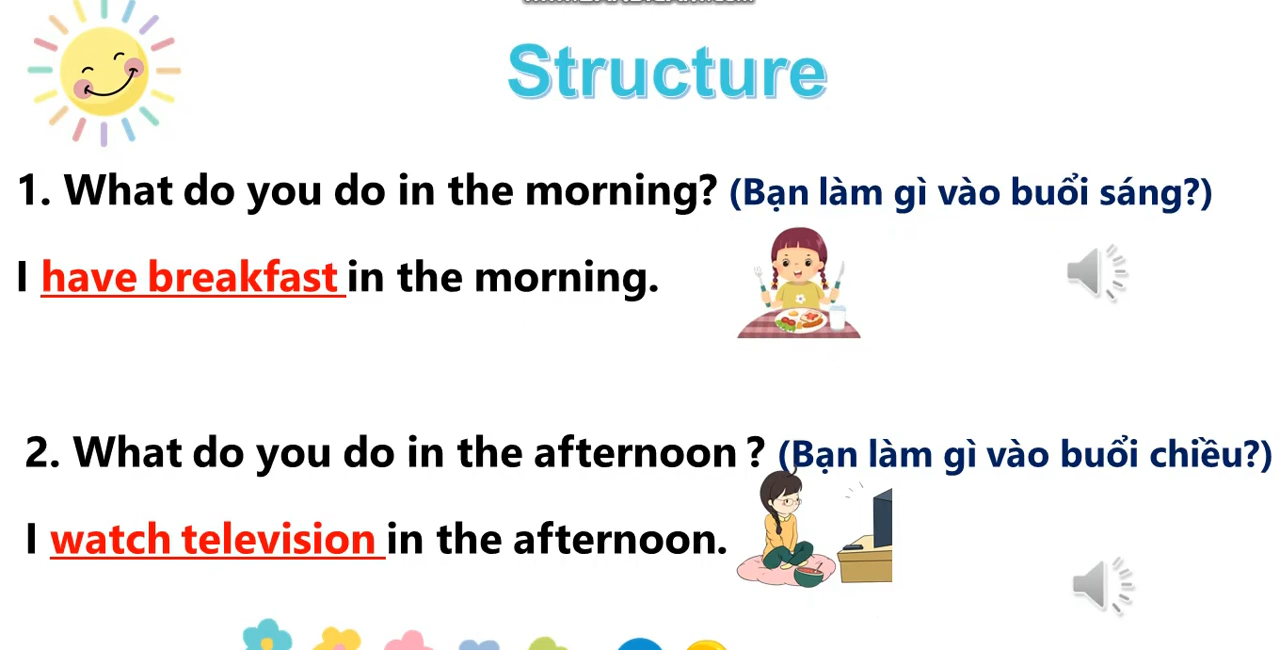 Structure
1. What do you do in the morning? (Bạn làm gì vào buổi sáng?)
I have breakfast in the morning.
2. What do you do in the afternoon ? (Bạn làm gì vào buổi chiều?)
I watch television in the afternoon.